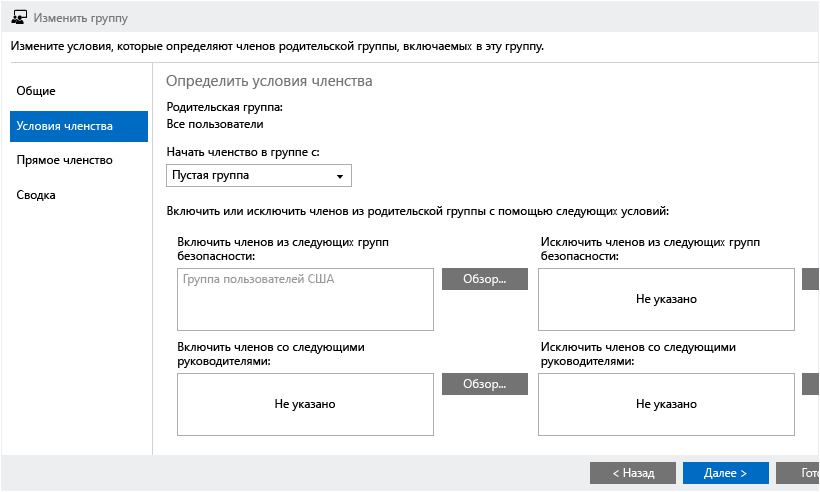 Изменить группу
Измените условия, которые определяют членов родительской группы, включаемых в эту группу.
Общие
Условия членства
Прямое членство
Сводка
Определить условия членства
Родительская группа:
Все пользователи
Начать членство в группе с:
Пустая группа
Включить или исключить членов из родительской группы с помощью следующих условий:
Включить членов из следующих групп
безопасности:
Группа пользователей США
Обзор...
Исключить членов из следующих групп
безопасности:
Не указано
Включить членов со следующими
руководителями:
Не указано
Обзор...
Исключить членов со следующими
руководителями:
Не указано
< Назад
Далее >